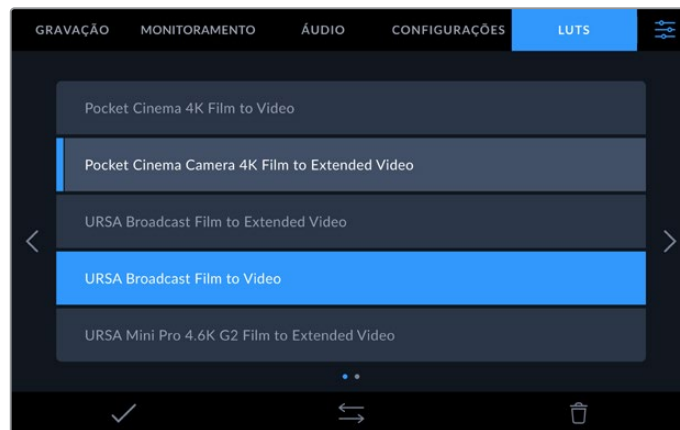 GRAVAÇÃO MONITORAMENTO ÁUDIO CONFIGURAÇÕES LUTS
Pocket Cinema 4K Film to Video
Pocket Cinema Camera 4K Film to Extended Video
URSA Broadcast Film to Extended Video
URSA Broadcast Film to Video
URSA Mini Pro 4.6K G2 Film to Extended Video